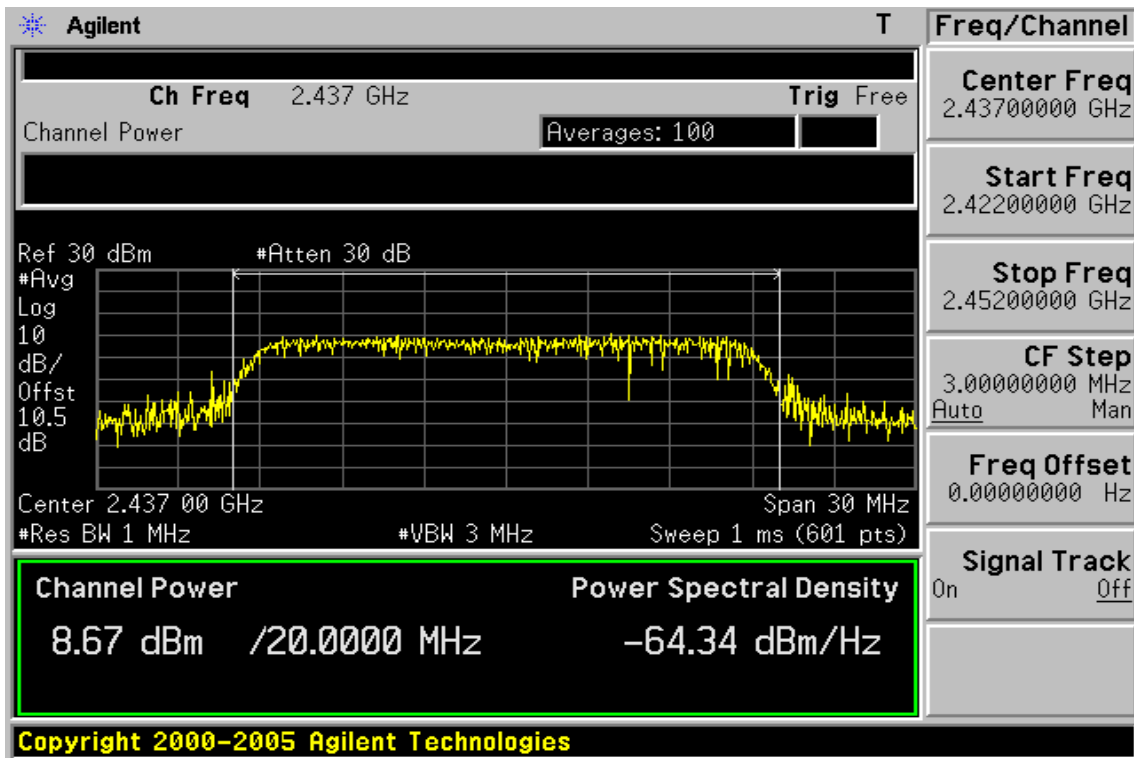 Agilent T
Ch Freq 2.437 GHz Trig Free
Channel Power Averages: 100
Ref 30 dBm #Atten 30 dB
#Avg
Log
10
dB/
Offst
10.5
dB
Center 2.437 00 GHz Span 30 MHz
#Res BW 1 MHz #VBW 3 MHz Sweep 1 ms (601 pts)
Channel Power Power Spectral Density
8.67 dBm /20.0000 MHz -64.34 dBm/Hz
Copyright 2000-2005 Agilent Technologies
Freq/Channel
Center Freq
2.43700000 GHz
Start Freq
2.42200000 GHz
Stop Freq
2.45200000 GHz
CF Step
3.00000000 MHz
Auto Man
Freq Offset
0.00000000 Hz
Signal Track
On Off